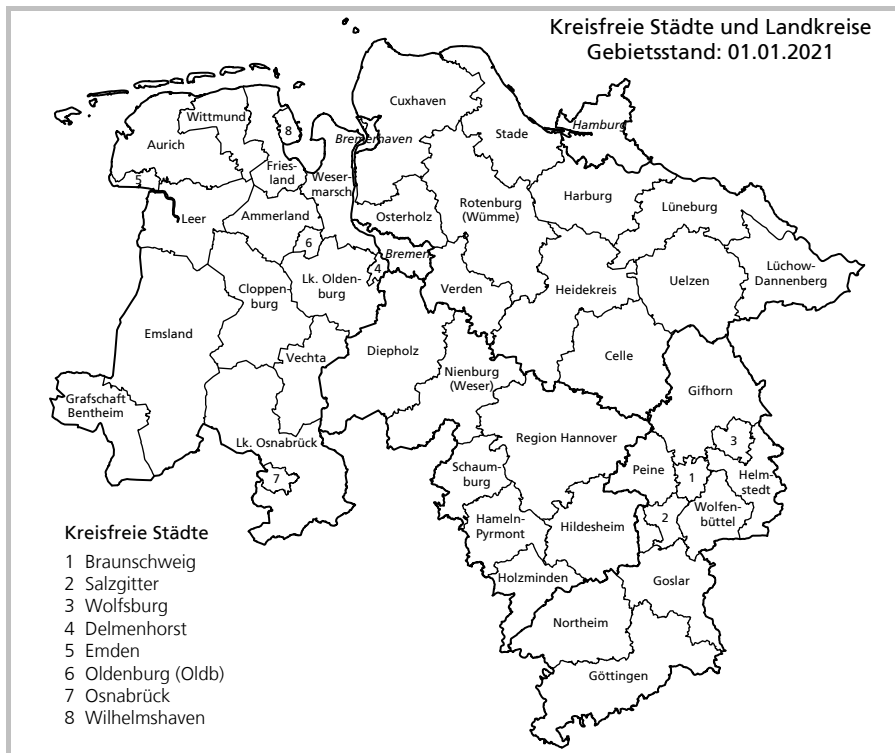 Kreisfreie Städte und Landkreise
Gebietsstand: 01.01.2021
Cuxhaven
Wittmund
8
Stade
Hamburg
Bremerhaven
Aurich
Fries-
land
Weser-
marsch
5
Harburg
Leer
Ammerland
Osterholz
Rotenburg
(Wümme)
Lüneburg
6
Bremen
4
Lk. Olden-
burg
Cloppen-
burg
Verden
Heidekreis
Uelzen
Lüchow-
Dannenberg
Emsland
Vechta
Diepholz
Celle
Nienburg
(Weser)
Gifhorn
Grafschaft
Bentheim
Lk. Osnabrück
Region Hannover
3
7
Schaum-
burg
Peine
1
Helm-
stedt
Wolfen-
büttel
2
Hameln-
Pyrmont
Hildesheim
Holzminden
Goslar
Northeim
Göttingen
Kreisfreie Städte
1 Braunschweig
2 Salzgitter
3 Wolfsburg
4 Delmenhorst
5 Emden
6 Oldenburg (Oldb)
7 Osnabrück
8 Wilhelmshaven